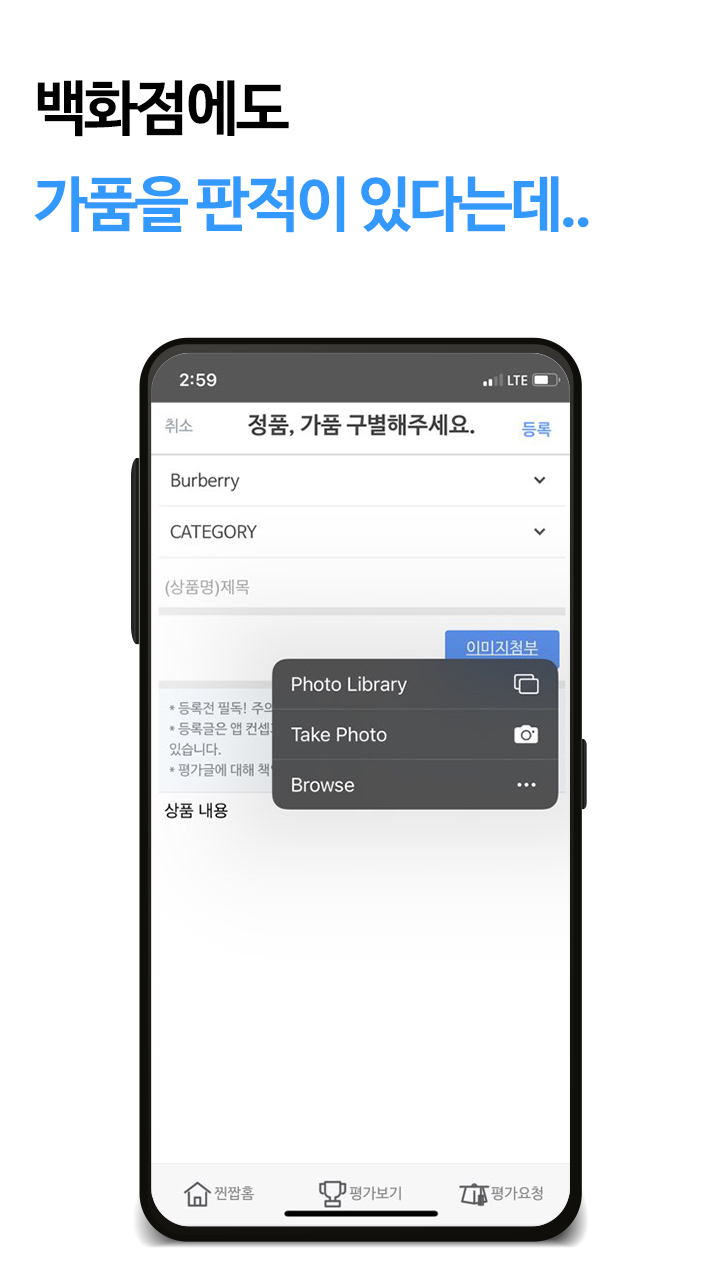 백화점에도
가품을 판적이 있다는데..
2:59 LTE
취소 정품, 가품 구별해주세요. 등록
Burberry
CATEGORY
(상품명)제목
이미지첨부
Photo Library
* 등록전 필독! 주의
Take Photo
* 등록글은 앱 컨셉
있습니다.
* 평가글에 대해 책
Browse
상품 내용
찐짭홈 평가보기 평가요청